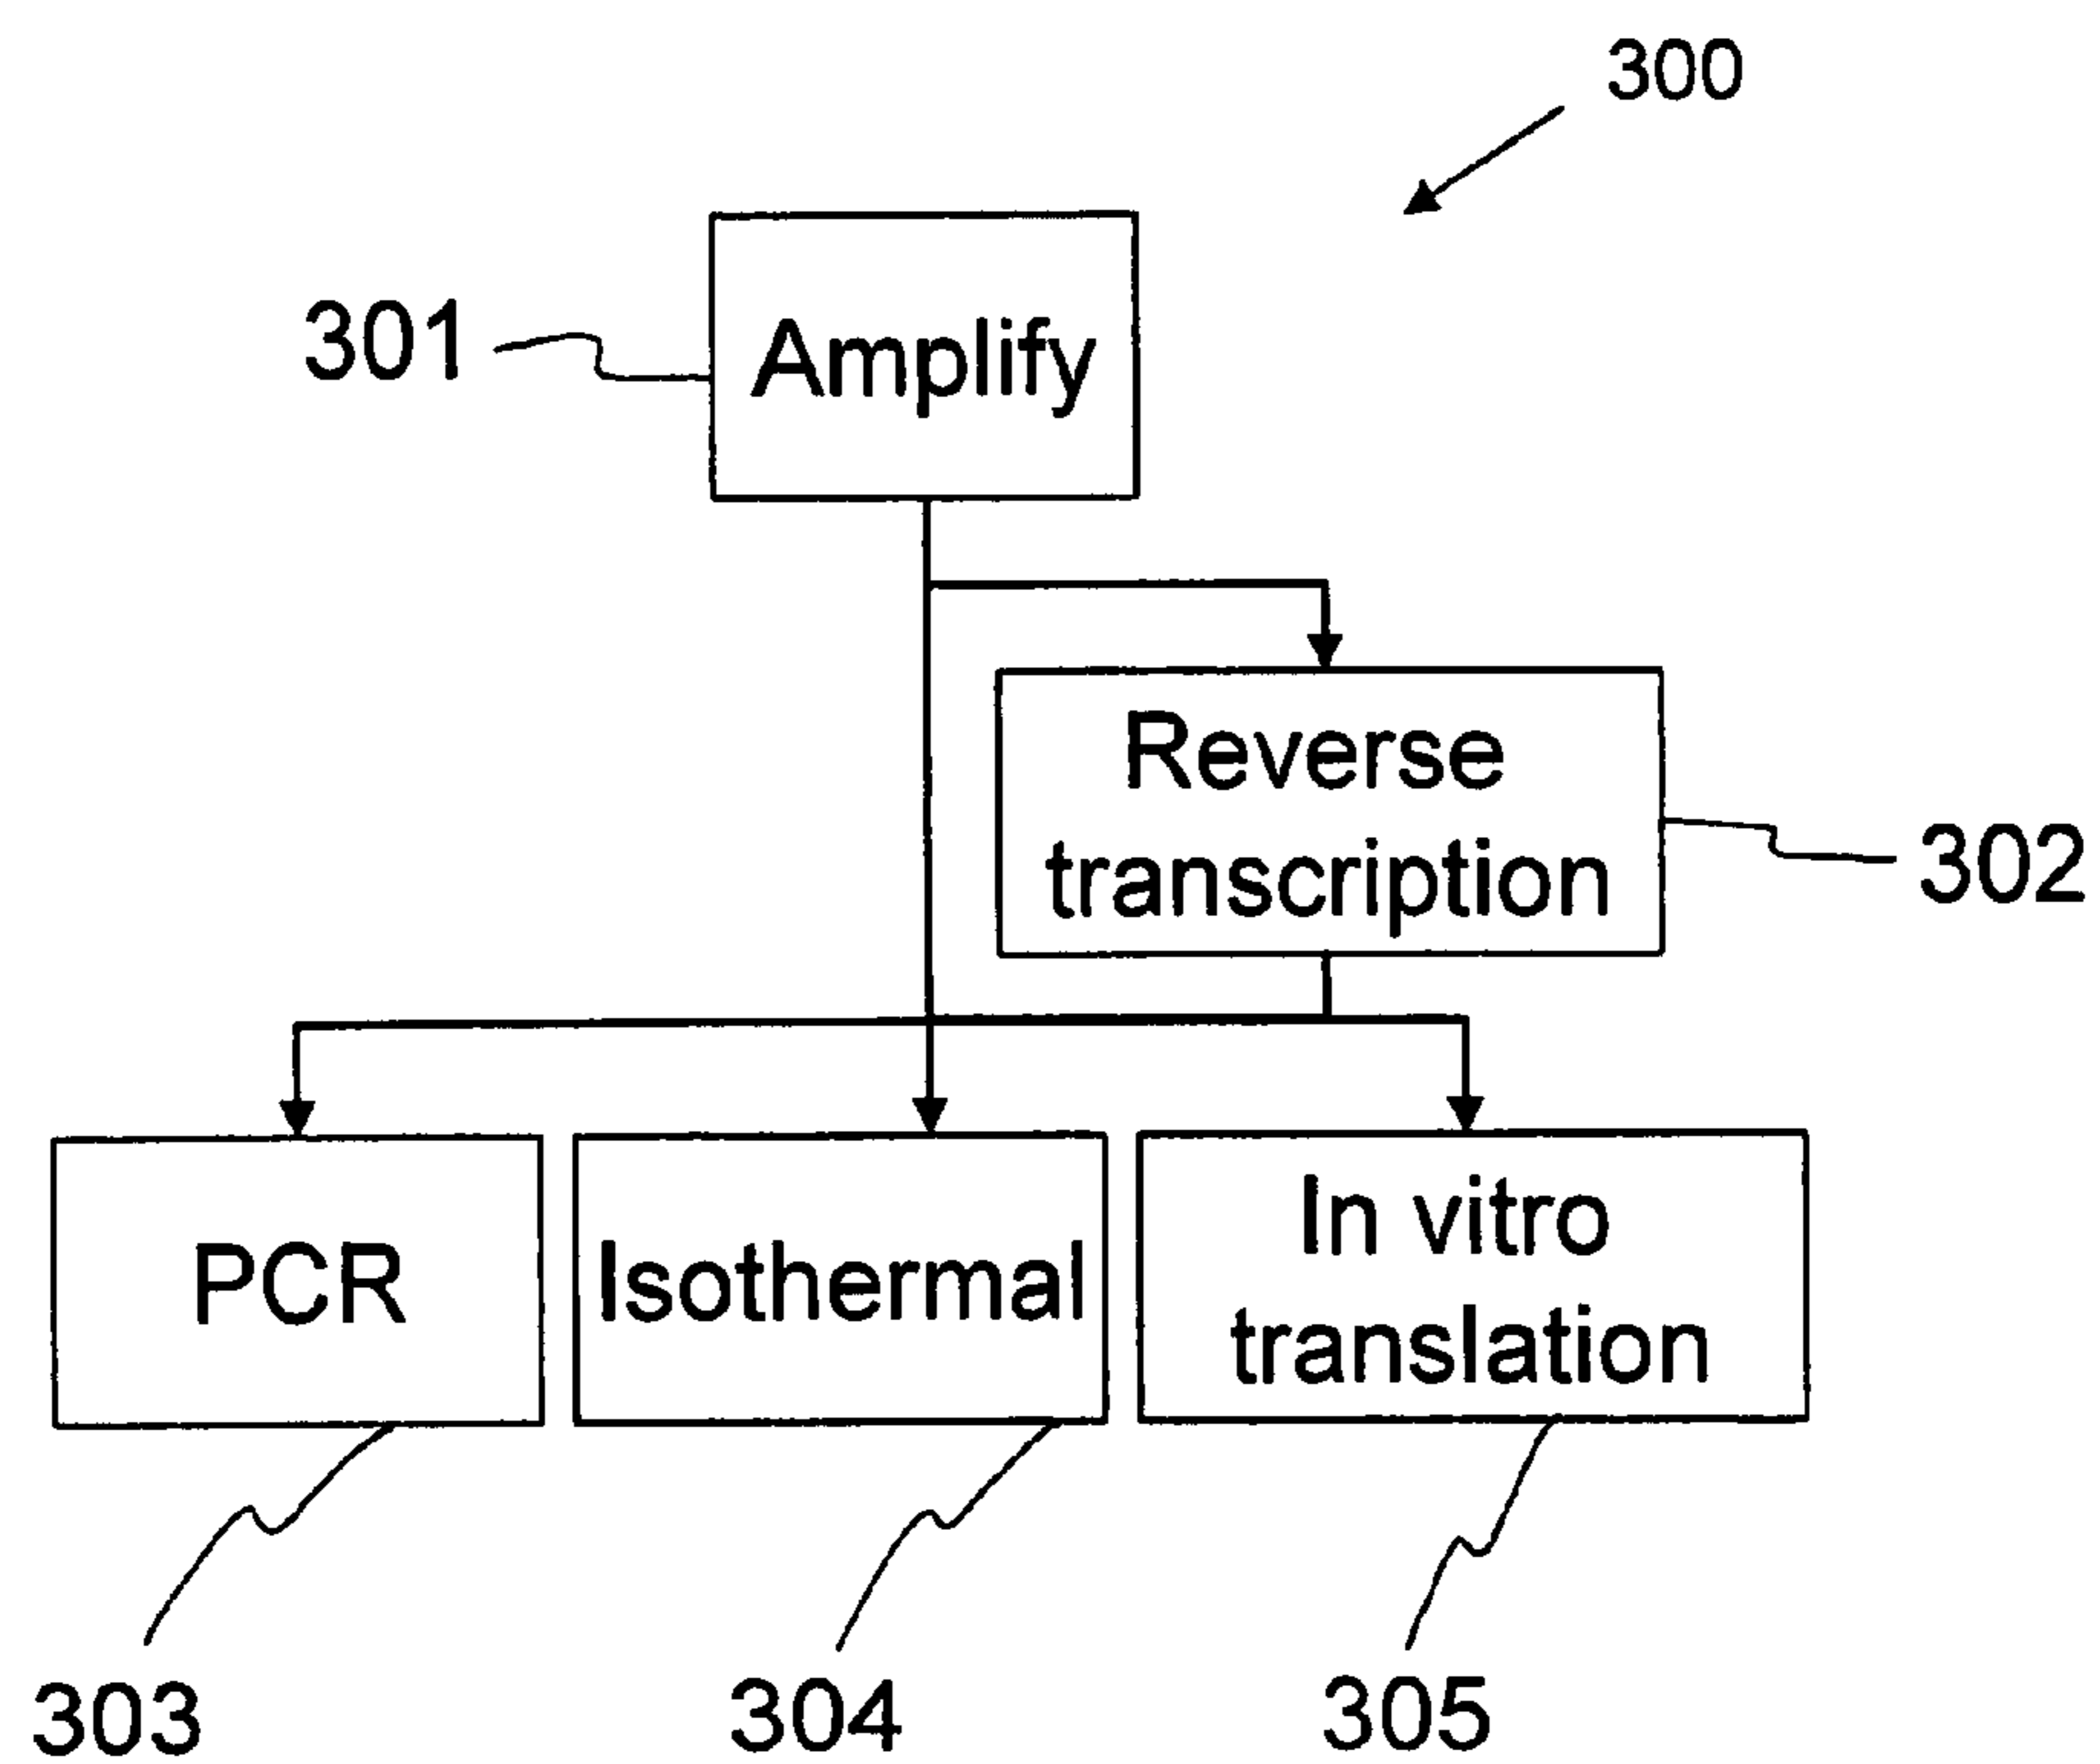 300
301
Amplify
Reverse
transcription
302
PCR
Isothermal
In vitro
translation
303
304
305